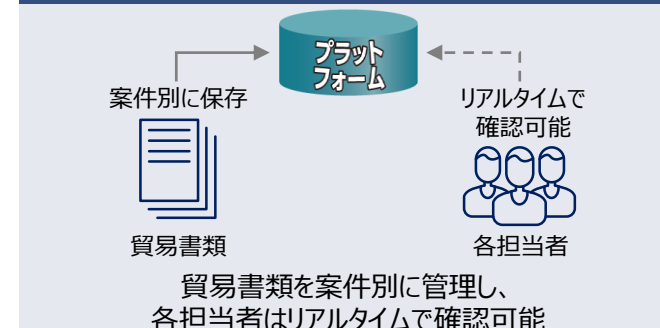 プラット
フォーム
案件別に保存
リアルタイムで
確認可能
貿易書類
各担当者
貿易書類を案件別に管理し、
各担当者はリアルタイムで確認可能